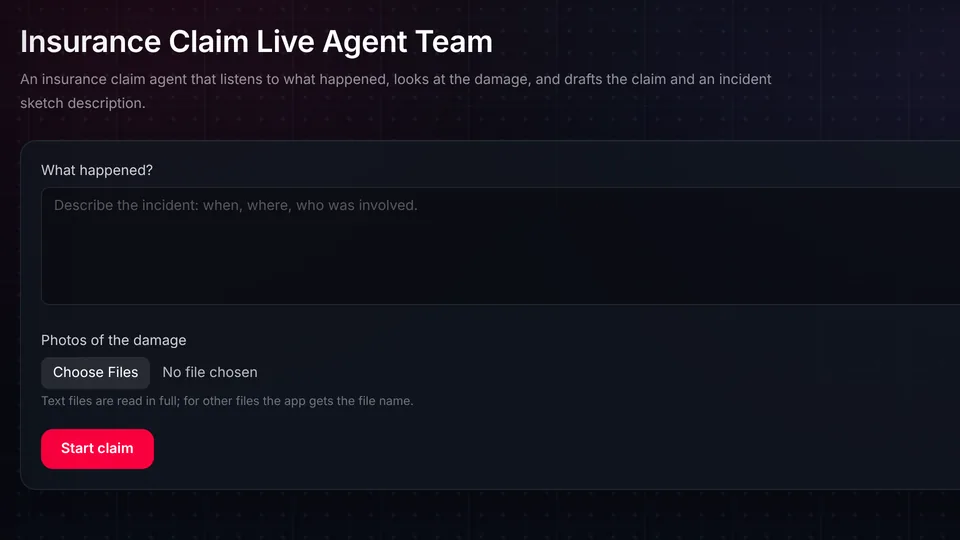 Insurance Claim Live Agent Team
An insurance claim agent that listens to what happened, looks at the damage, and drafts the claim and an incident
sketch description.
What happened?
Describe the incident: when, where, who was involved.
Photos of the damage
Choose Files No file chosen
Text files are read in full; for other files the app gets the file name.
Start claim